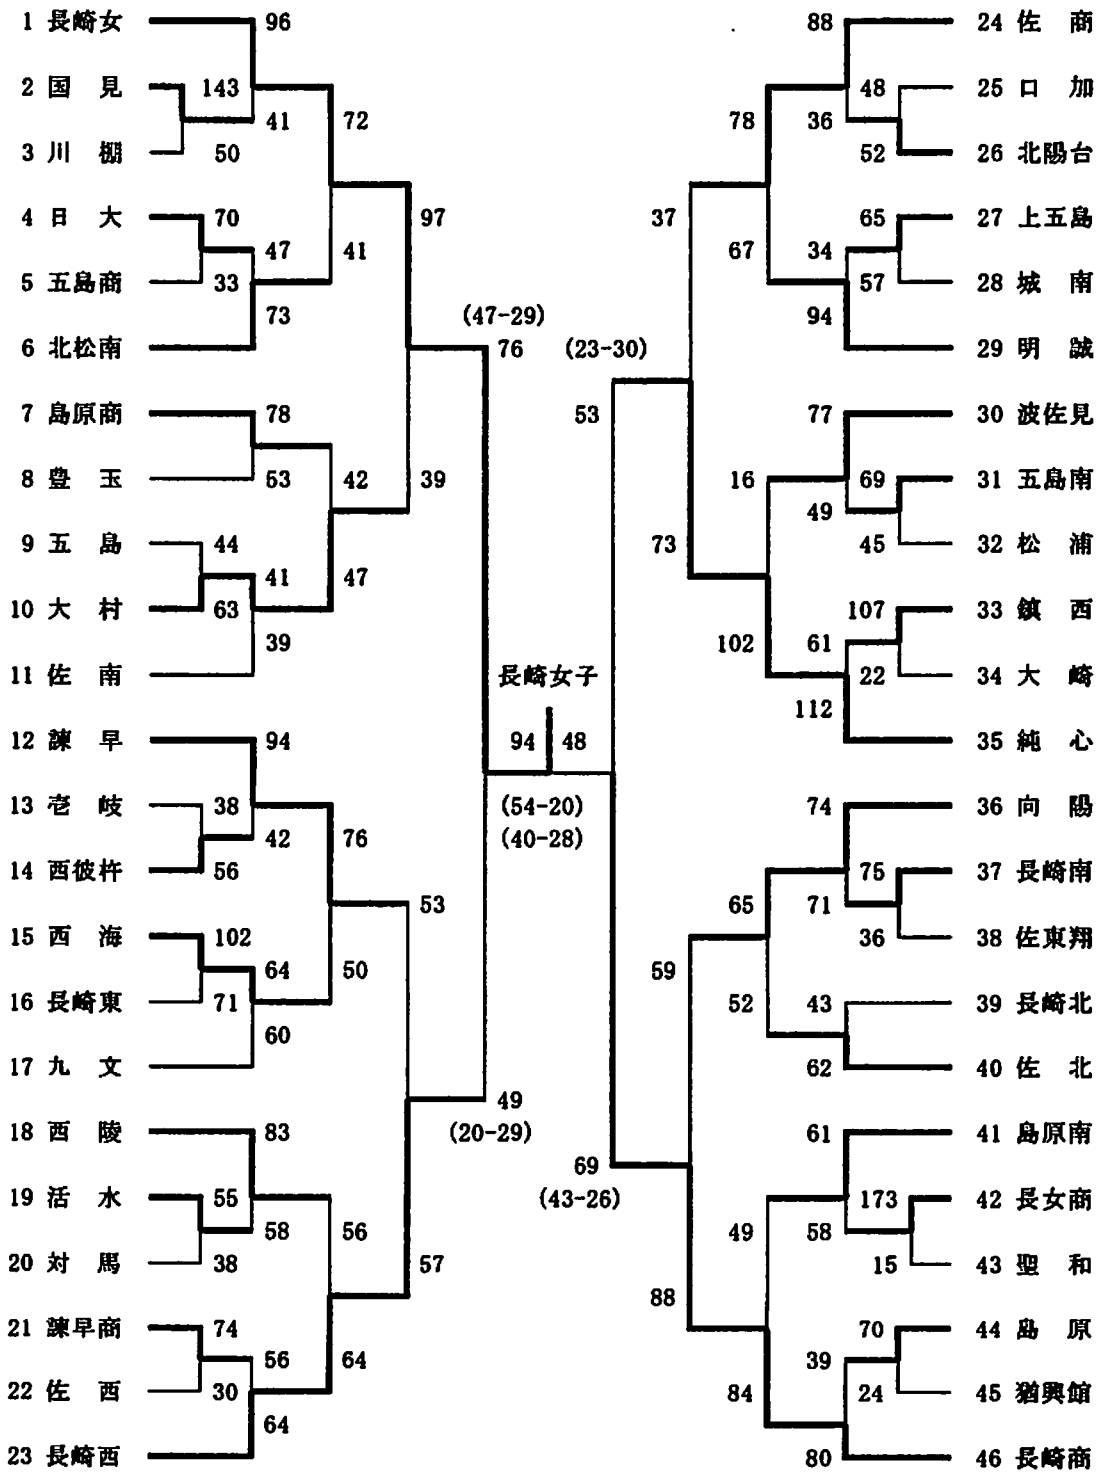 1 長崎女 96 88 24 佐 商
2 国 見 143 48 25 口 加
41 72 78 36
3 川 棚 50 52 26 北陽台
4 日 大 70 97 37 65 27 上五島
47 41 67 34
5 五島商 33 57 28 城 南
73 (47-29) 94
6 北松南 76 (23-30) 29 明 誠
7 島原商 78 53 77 30 波佐見
8 豊 玉 53 42 39 16 69 31 五島南
49
9 五 島 44 73 45 32 松 浦
41 47
10 大 村 63 107 33 鎮 西
39 102 61
11 佐 南 長崎女子 22 34 大 崎
112
12 諫 早 94 94 48 35 純 心
13 壱 岐 38 (54-20) 74 36 向 陽
42 76 (40-28)
14 西彼杵 56 75 37 長崎南
53 65 71
15 西 海 102 36 38 佐東翔
64 50 59
16 長崎東 71 52 43 39 長崎北
60
17 九 文 62 40 佐 北
49
18 西 陵 83 (20-29) 61 41 島原南
69
19 活 水 55 (43-26) 173 42 長女商
58 56 49 58
20 対 馬 38 57 15 43 聖 和
88
21 諫早商 74 70 44 島 原
56 64 39
22 佐 西 30 84 24 45 猶興館
64
23 長崎西 80 46 長崎商